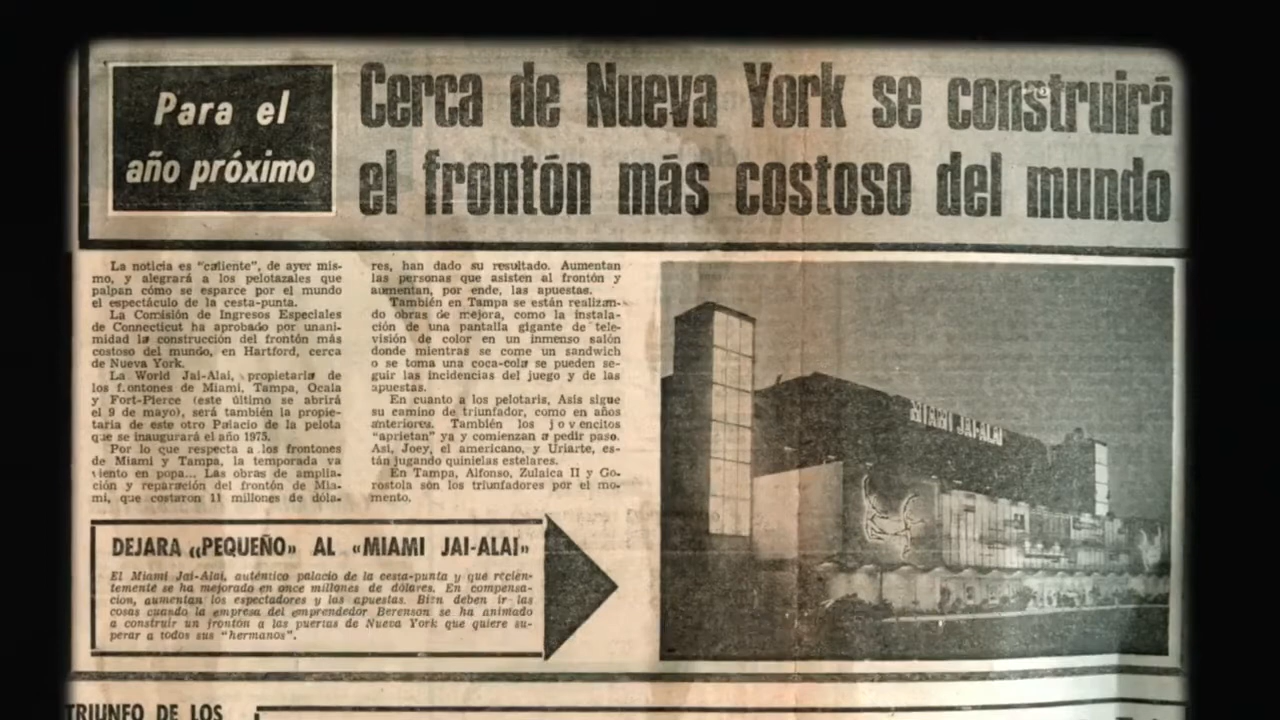 Para el
año próximo
Cerca de Nueva York se construirá
el frontón más costoso del mundo
La noticia es "caliente", de ayer mis-
mo, y alegrará a los pelotazales que
palpan cómo se esparce por el mundo
el espectáculo de la cesta-punta.
La Comisión de Ingresos Especiales
de Connecticut ha aprobado por unani-
midad la construcción del frontón más
costoso del mundo, en Hartford, cerca
de Nueva York.
La World Jai-Alai, propietaria de
los f.ontones de Miami, Tampa, Ocala
y Fort-Pierce (este último se abrirá
el 9 de mayo), será también la propie-
taria de este otro Palacio de la pelota
que se inaugurará el año 1975.
Por lo que respecta a los frontones
de Miami y Tampa, la temporada va
viento en popa... Las obras de amplia-
ción y reparación del frontón de Mia-
mi, que costaron 11 millones de dóla-
res, han dado su resultado. Aumentan
las personas que asisten al frontón y
aumentan, por ende, las apuestas.
También en Tampa se están realizan-
do obras de mejora, como la instala-
ción de una pantalla gigante de tele-
visión de color en un inmenso salón
donde mientras se come un sandwich
o se toma una coca-cola se pueden se-
guir las incidencias del juego y de las
apuestas.
En cuanto a los pelotaris, Asis sigue
su camino de triunfador, como en años
anteriores. También los jovencitos
"aprietan" ya y comienzan a pedir paso.
Asi, Joey, el americano, y Uriarte, es-
tán jugando quinielas estelares.
En Tampa, Alfonso, Zulaica II y Go-
rostola son los triunfadores por el mo-
mento.
MIAMI JAI-ALAI
DEJARA «PEQUEÑO» AL «MIAMI JAI-ALAI»
El Miami Jai-Alai, auténtico palacio de la cesta-punta y que recien-
temente se ha mejorado en once millones de dólares. En compensa-
ción, aumentan los espectadores y las apuestas. Bien deben ir las
cosas cuando la empresa del emprendedor Berenson se ha animado
a construir un frontón a las puertas de Nueva York que quiere su-
perar a todos sus "hermanos".
TRIUNFO DE LOS